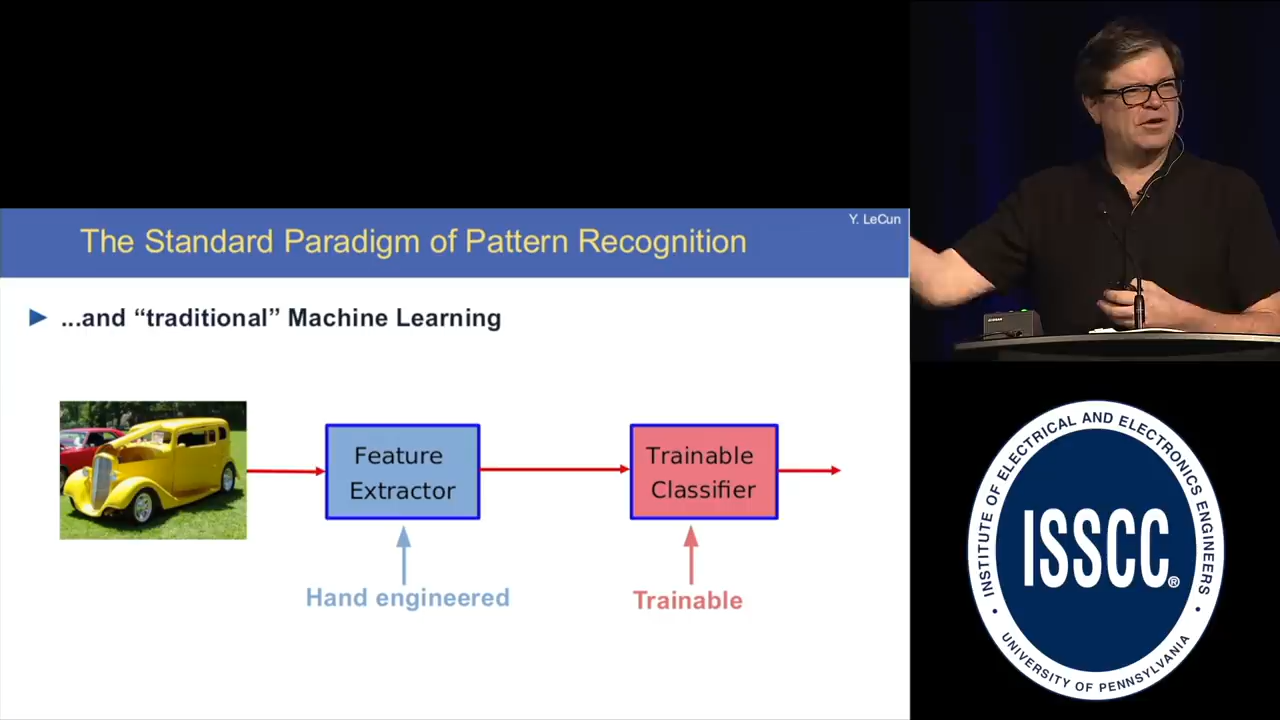 Y. LeCun
The Standard Paradigm of Pattern Recognition
...and “traditional” Machine Learning
Feature
Extractor
Trainable
Classifier
Hand engineered
Trainable
INSTITUTE OF ELECTRICAL AND ELECTRONICS ENGINEERS
ISSCC®
UNIVERSITY OF PENNSYLVANIA